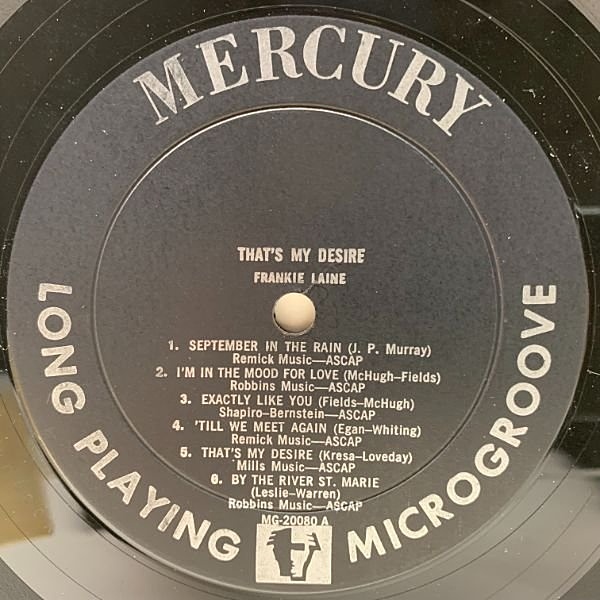 MERCURY
THAT'S MY DESIRE
FRANKIE LAINE
1. SEPTEMBER IN THE RAIN (J. P. Murray)
Remick Music—ASCAP
2. I'M IN THE MOOD FOR LOVE (McHugh–Fields)
Robbins Music—ASCAP
3. EXACTLY LIKE YOU (Fields–McHugh)
Shapiro-Bernstein—ASCAP
4. 'TILL WE MEET AGAIN (Egan–Whiting)
Remick Music—ASCAP
5. THAT'S MY DESIRE (Kresa–Loveday)
Mills Music—ASCAP
6. BY THE RIVER ST. MARIE
(Leslie–Warren)
Robbins Music—ASCAP
MG-20080 A
LONG PLAYING MICROGROOVE